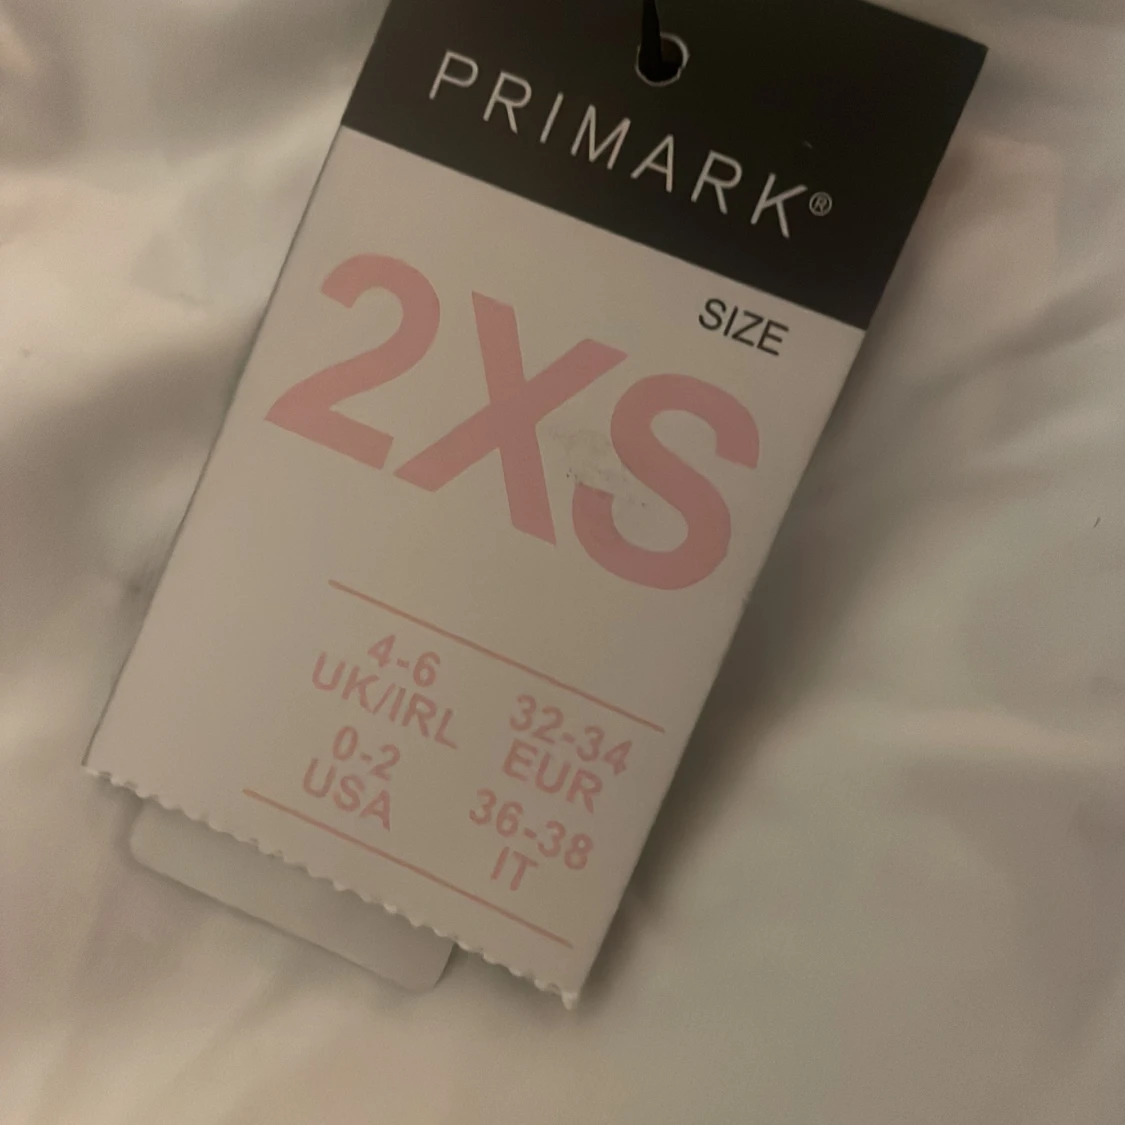 PRIMARK®
SIZE
2XS
4-6
UK/IRL
32-34
EUR
0-2
USA
36-38
IT